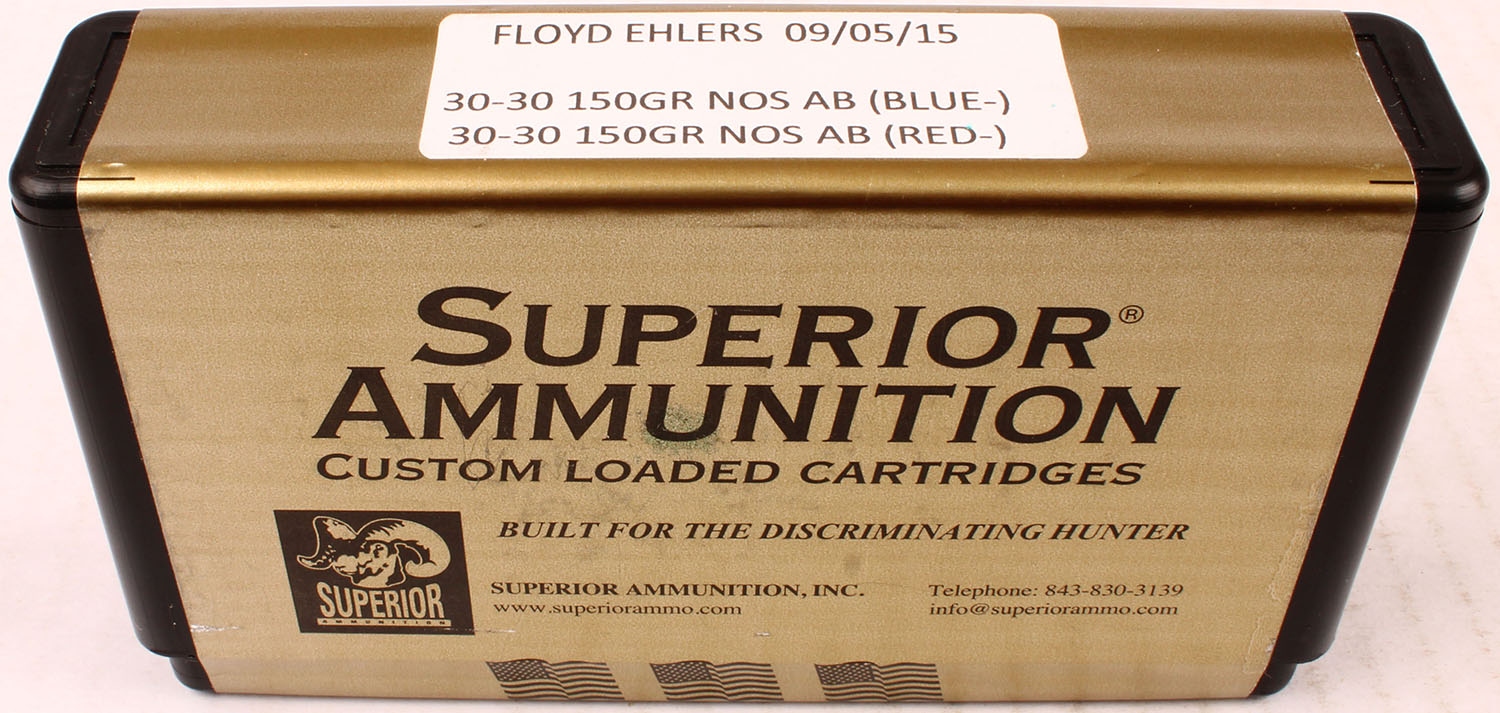 FLOYD EHLERS 09/05/15
30-30 150GR NOS AB (BLUE-)
30-30 150GR NOS AB (RED-)
SUPERIOR®
AMMUNITION
CUSTOM LOADED CARTRIDGES
BUILT FOR THE DISCRIMINATING HUNTER
SUPERIOR
AMMUNITION
SUPERIOR AMMUNITION, INC.
www.superiorammo.com
Telephone: 843-830-3139
info@superiorammo.com